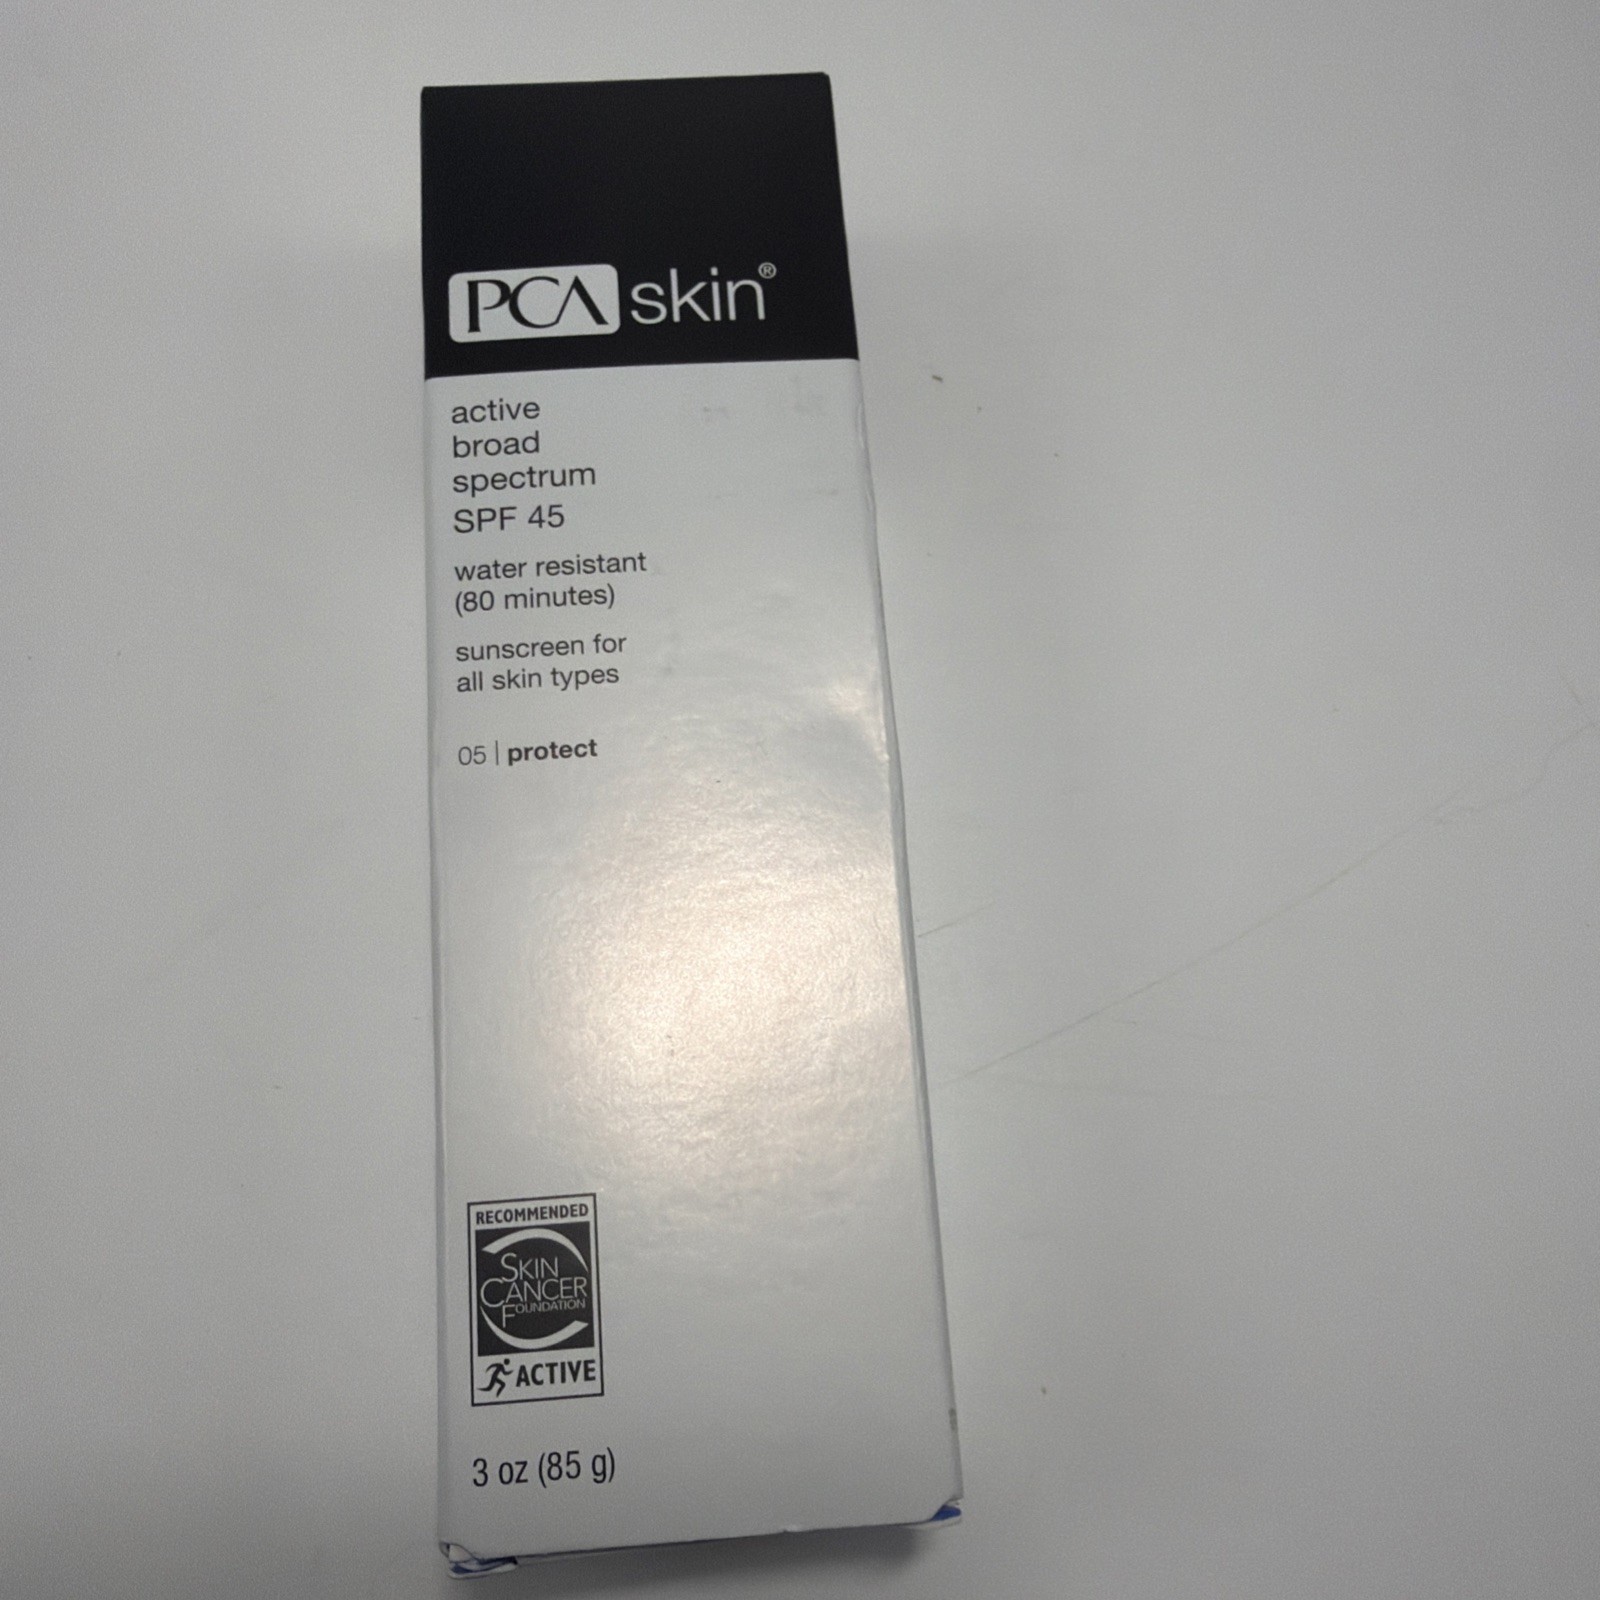 PCA skin®
active
broad
spectrum
SPF 45
water resistant
(80 minutes)
sunscreen for
all skin types
05 | protect
RECOMMENDED
SKIN
CANCER
FOUNDATION
ACTIVE
3 oz (85 g)